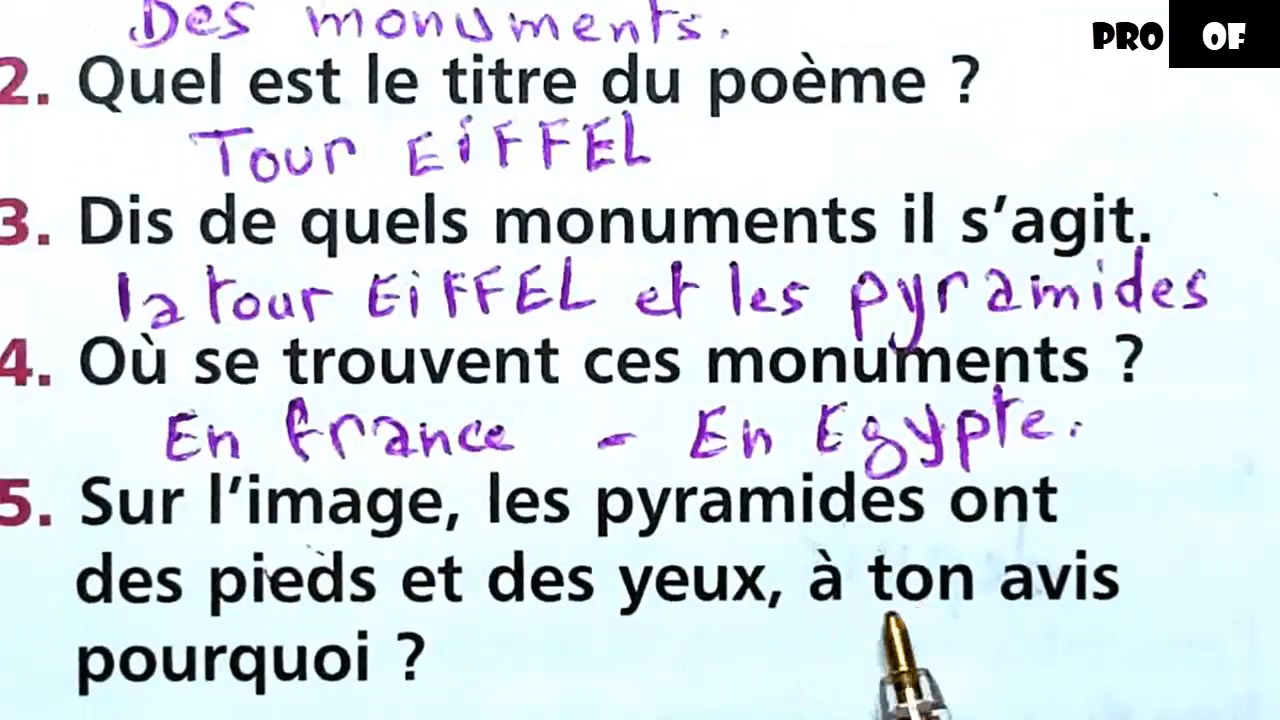 Des monuments.
PRO OF
2. Quel est le titre du poème ?
Tour EiFFEL
3. Dis de quels monuments il s'agit.
la tour EiFFEL et les pyramides
4. Où se trouvent ces monuments ?
En france - En Egypte.
5. Sur l'image, les pyramides ont
des pieds et des yeux, à ton avis
pourquoi ?